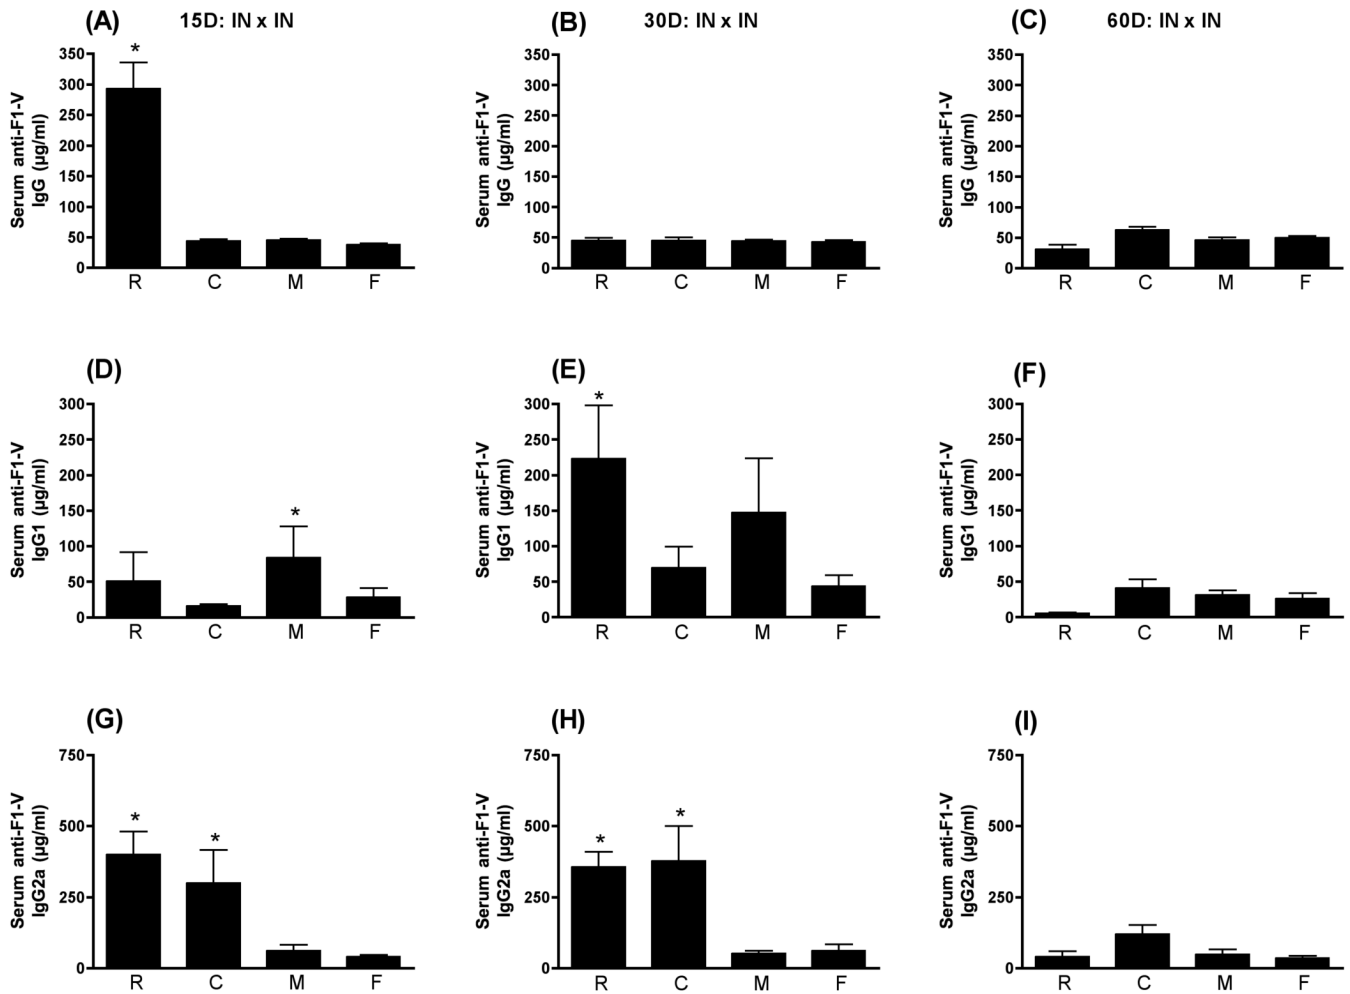 (A) 15D: IN x IN
Serum anti-F1-V
IgG (µg/ml)
350
300
250
200
150
100
50
0
*
R C M F
(B) 30D: IN x IN
Serum anti-F1-V
IgG (µg/ml)
350
300
250
200
150
100
50
0
R C M F
(C) 60D: IN x IN
Serum anti-F1-V
IgG (µg/ml)
350
300
250
200
150
100
50
0
R C M F
(D)
Serum anti-F1-V
IgG1 (µg/ml)
300
250
200
150
100
50
0
*
R C M F
(E)
Serum anti-F1-V
IgG1 (µg/ml)
300
250
200
150
100
50
0
*
R C M F
(F)
Serum anti-F1-V
IgG1 (µg/ml)
300
250
200
150
100
50
0
R C M F
(G)
Serum anti-F1-V
IgG2a (µg/ml)
750
500
250
0
* *
R C M F
(H)
Serum anti-F1-V
IgG2a (µg/ml)
750
500
250
0
* *
R C M F
(I)
Serum anti-F1-V
IgG2a (µg/ml)
750
500
250
0
R C M F